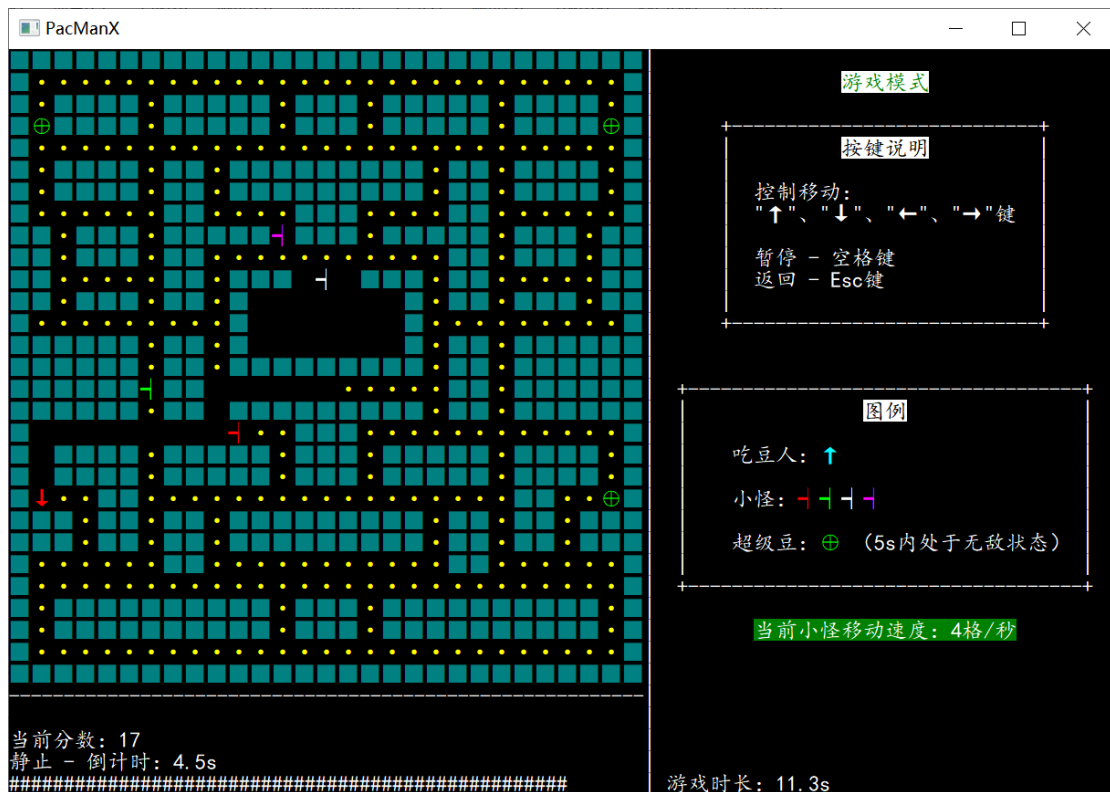 PacManX
游戏模式
按键说明
控制移动:
"↑"、"↓"、"←"、"→"键
暂停 - 空格键
返回 - Esc键
图例
吃豆人: ↑
小怪: ┤┤┤┤
超级豆: ⊕ (5s内处于无敌状态)
当前小怪移动速度: 4格/秒
当前分数: 17
静止 - 倒计时: 4.5s
游戏时长: 11.3s